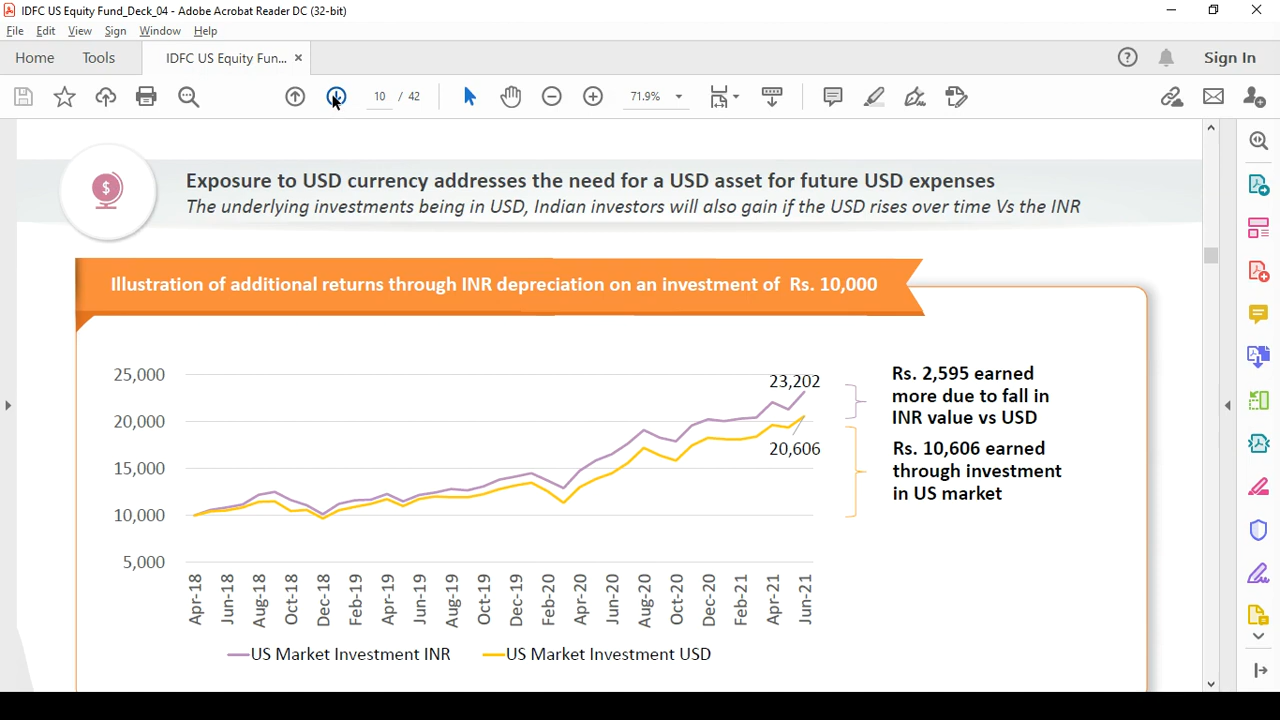 IDFC US Equity Fund_Deck_04 - Adobe Acrobat Reader DC (32-bit)
File Edit View Sign Window Help
Home Tools IDFC US Equity Fun... × Sign In
10 / 42 71.9%
$
Exposure to USD currency addresses the need for a USD asset for future USD expenses
The underlying investments being in USD, Indian investors will also gain if the USD rises over time Vs the INR
Illustration of additional returns through INR depreciation on an investment of Rs. 10,000
25,000
20,000
15,000
10,000
5,000
23,202
20,606
Rs. 2,595 earned
more due to fall in
INR value vs USD
Rs. 10,606 earned
through investment
in US market
Apr-18
Jun-18
Aug-18
Oct-18
Dec-18
Feb-19
Apr-19
Jun-19
Aug-19
Oct-19
Dec-19
Feb-20
Apr-20
Jun-20
Aug-20
Oct-20
Dec-20
Feb-21
Apr-21
Jun-21
US Market Investment INR US Market Investment USD